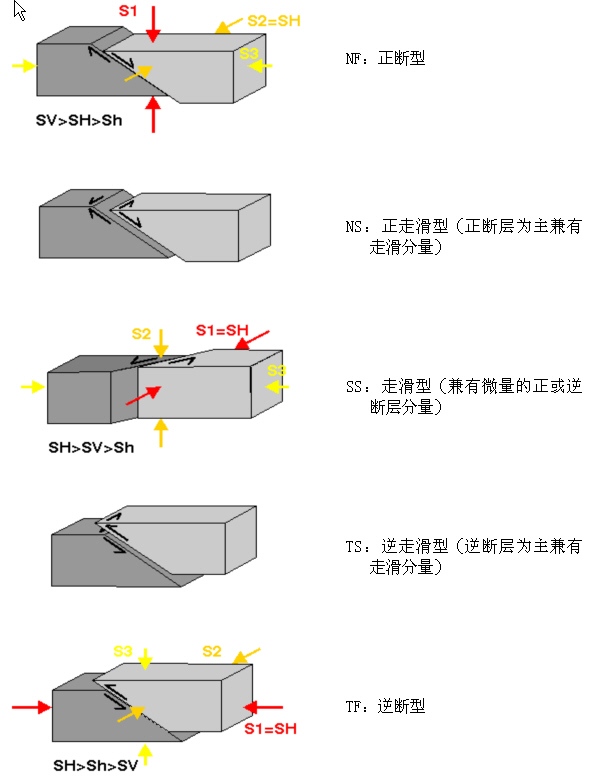 S1
S2=SH
S3
SV>SH>Sh
NF：正断型
NS：正走滑型（正断层为主兼有
走滑分量）
S2
S1=SH
S3
SH>SV>Sh
SS：走滑型（兼有微量的正或逆
断层分量）
TS：逆走滑型（逆断层为主兼有
走滑分量）
S3
S2
S1=SH
SH>Sh>SV
TF：逆断型